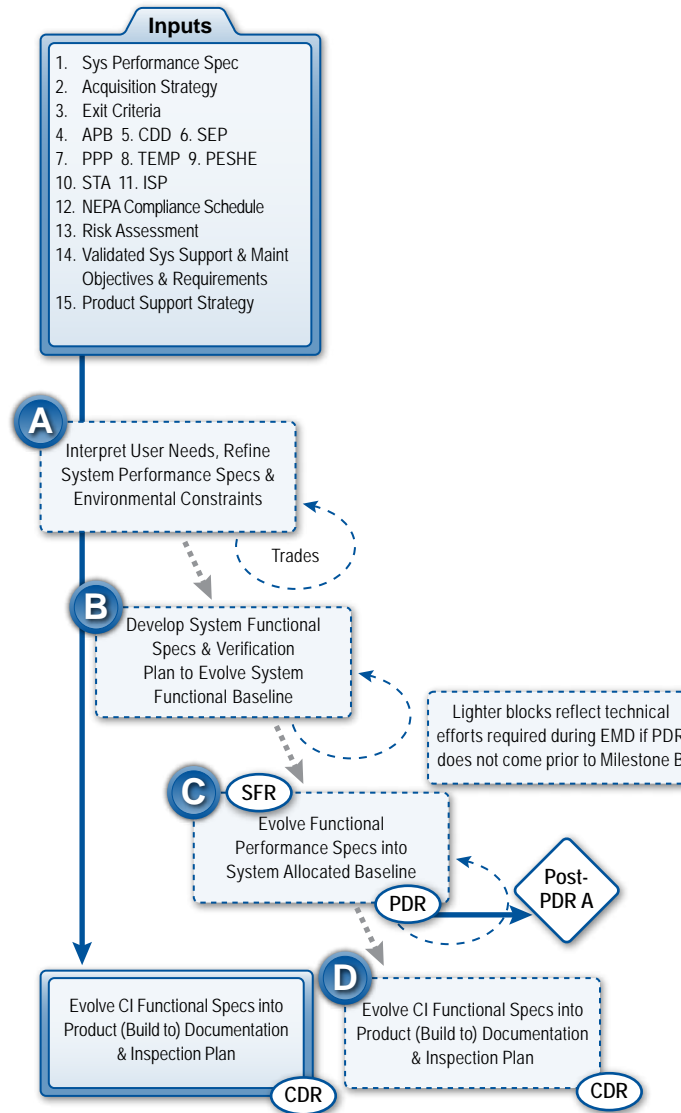 Inputs
1. Sys Performance Spec
2. Acquisition Strategy
3. Exit Criteria
4. APB 5. CDD 6. SEP
7. PPP 8. TEMP 9. PESHE
10. STA 11. ISP
12. NEPA Compliance Schedule
13. Risk Assessment
14. Validated Sys Support & Maint
Objectives & Requirements
15. Product Support Strategy
A
Interpret User Needs, Refine
System Performance Specs &
Environmental Constraints
Trades
B
Develop System Functional
Specs & Verification
Plan to Evolve System
Functional Baseline
Lighter blocks reflect technical
efforts required during EMD if PDR
does not come prior to Milestone B
C
SFR
Evolve Functional
Performance Specs into
System Allocated Baseline
PDR
Post-
PDR A
Evolve CI Functional Specs into
Product (Build to) Documentation
& Inspection Plan
CDR
D
Evolve CI Functional Specs into
Product (Build to) Documentation
& Inspection Plan
CDR